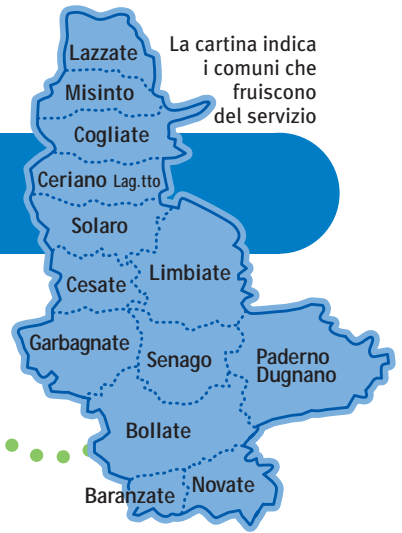 La cartina indica
i comuni che
fruiscono
del servizio
Lazzate
Misinto
Cogliate
Ceriano Lag.tto
Solaro
Limbiate
Cesate
Garbagnate
Senago
Paderno
Dugnano
Bollate
Baranzate
Novate